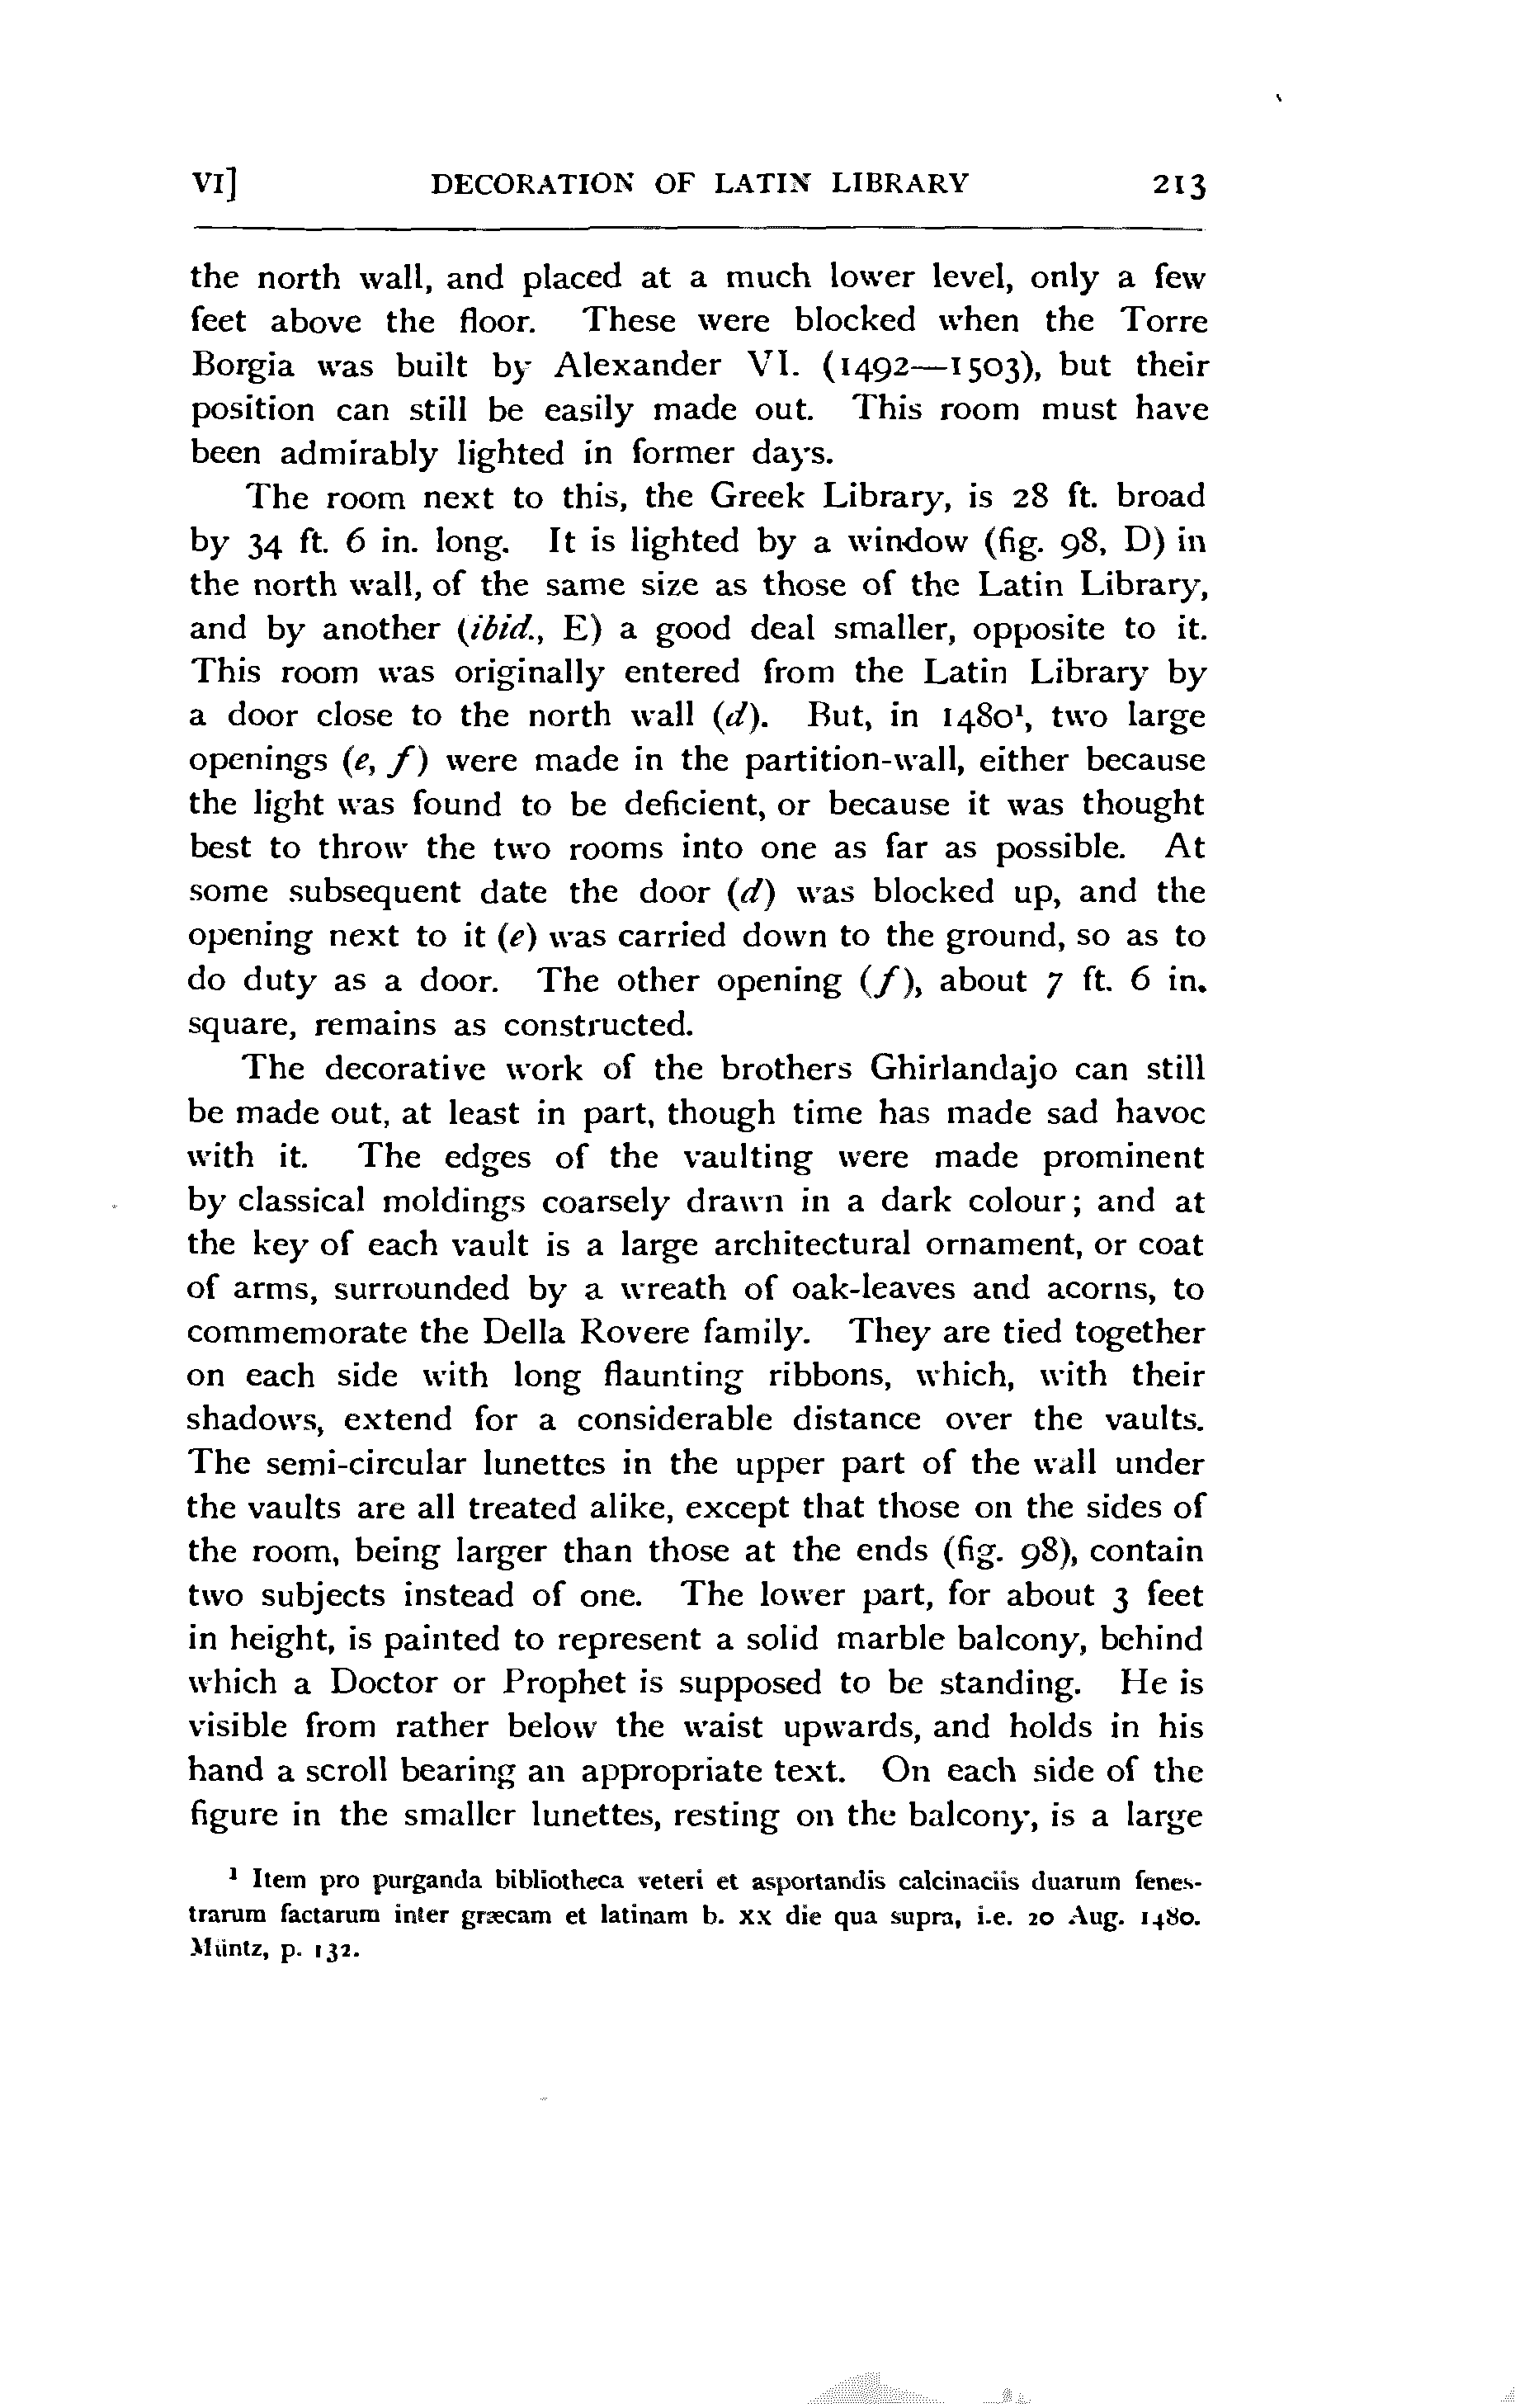 VI] DECORATION OF LATIN LIBRARY 213
the north wall, and placed at a much lower level, only a few
feet above the floor. These were blocked when the Torre
Borgia was built by Alexander VI. (1492—1503), but their
position can still be easily made out. This room must have
been admirably lighted in former days.
The room next to this, the Greek Library, is 28 ft. broad
by 34 ft. 6 in. long. It is lighted by a window (fig. 98, D) in
the north wall, of the same size as those of the Latin Library,
and by another (ibid., E) a good deal smaller, opposite to it.
This room was originally entered from the Latin Library by
a door close to the north wall (d). But, in 1480¹, two large
openings (e, f) were made in the partition-wall, either because
the light was found to be deficient, or because it was thought
best to throw the two rooms into one as far as possible. At
some subsequent date the door (d) was blocked up, and the
opening next to it (e) was carried down to the ground, so as to
do duty as a door. The other opening (f), about 7 ft. 6 in.
square, remains as constructed.
The decorative work of the brothers Ghirlandajo can still
be made out, at least in part, though time has made sad havoc
with it. The edges of the vaulting were made prominent
by classical moldings coarsely drawn in a dark colour; and at
the key of each vault is a large architectural ornament, or coat
of arms, surrounded by a wreath of oak-leaves and acorns, to
commemorate the Della Rovere family. They are tied together
on each side with long flaunting ribbons, which, with their
shadows, extend for a considerable distance over the vaults.
The semi-circular lunettes in the upper part of the wall under
the vaults are all treated alike, except that those on the sides of
the room, being larger than those at the ends (fig. 98), contain
two subjects instead of one. The lower part, for about 3 feet
in height, is painted to represent a solid marble balcony, behind
which a Doctor or Prophet is supposed to be standing. He is
visible from rather below the waist upwards, and holds in his
hand a scroll bearing an appropriate text. On each side of the
figure in the smaller lunettes, resting on the balcony, is a large
¹ Item pro purganda bibliotheca veteri et asportandis calcinaciis duarum fenes-
trarum factarum inter græcam et latinam b. xx die qua supra, i.e. 20 Aug. 1480.
Müntz, p. 132.